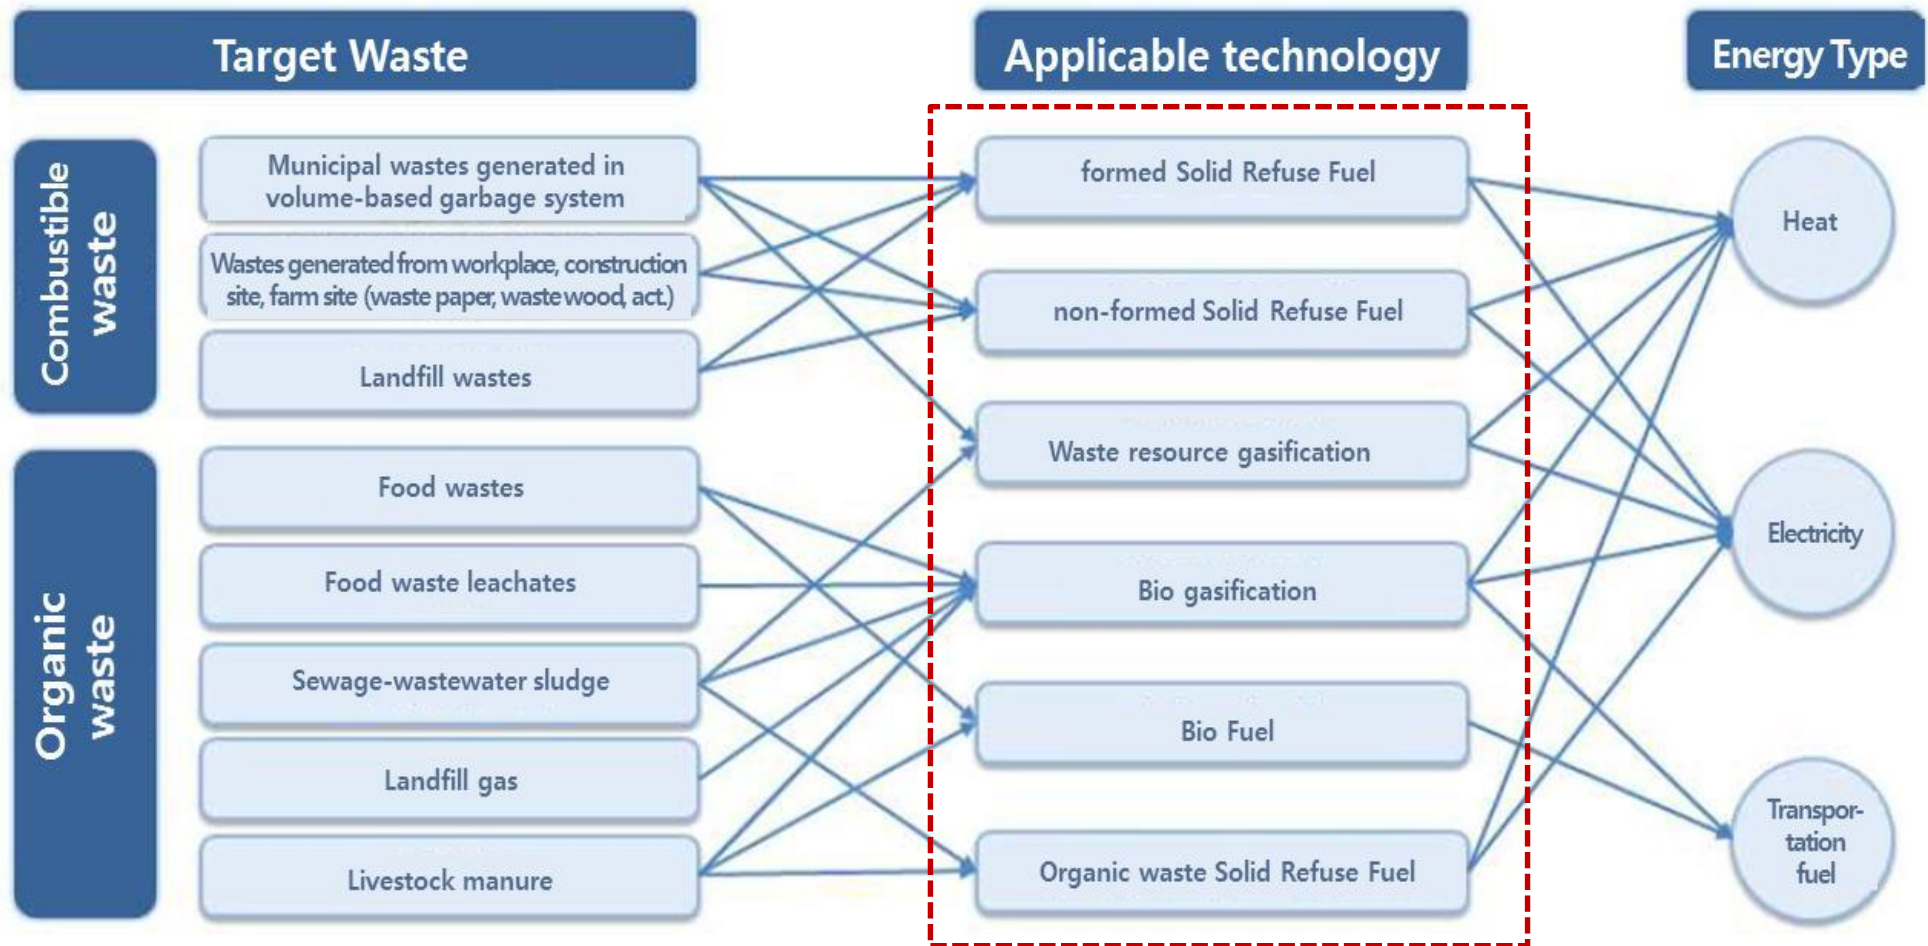 Target Waste
Applicable technology
Energy Type
Combustible
waste
Municipal wastes generated in
volume-based garbage system
Wastes generated from workplace, construction
site, farm site (waste paper, waste wood, act.)
Landfill wastes
Organic
waste
Food wastes
Food waste leachates
Sewage-wastewater sludge
Landfill gas
Livestock manure
formed Solid Refuse Fuel
non-formed Solid Refuse Fuel
Waste resource gasification
Bio gasification
Bio Fuel
Organic waste Solid Refuse Fuel
Heat
Electricity
Transpor-
tation
fuel